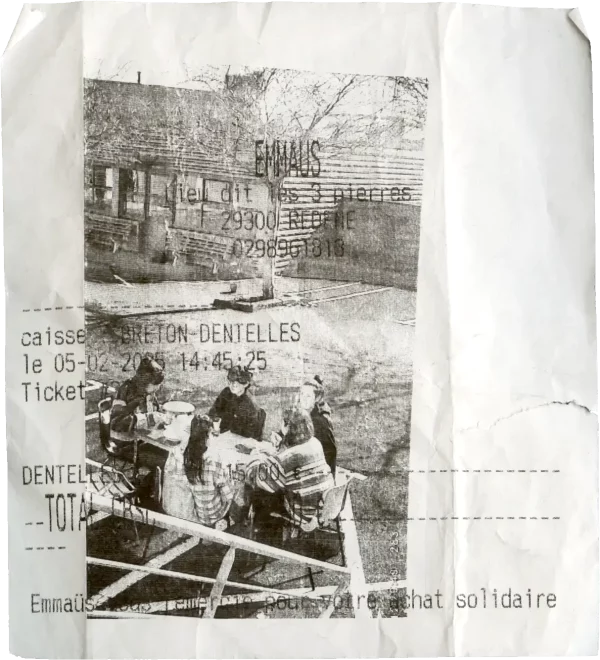 EMMAUS
lieu dit les 3 pierres
29300 REDENE
0298961313
caisse BRETON-DENTELLES
le 05-02-2025 14:45:25
Ticket
DENTELLES 15.00 €
TOTAL
Emmaüs vous remercie pour votre achat solidaire